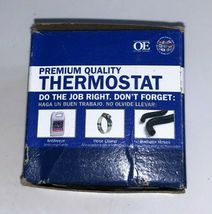 OE
PREMIUM QUALITY
THERMOSTAT
DO THE JOB RIGHT. DON'T FORGET:
HAGA UN BUEN TRABAJO. NO OLVIDE LLEVAR:
Antifreeze
Hose Clamp
Radiator Hoses